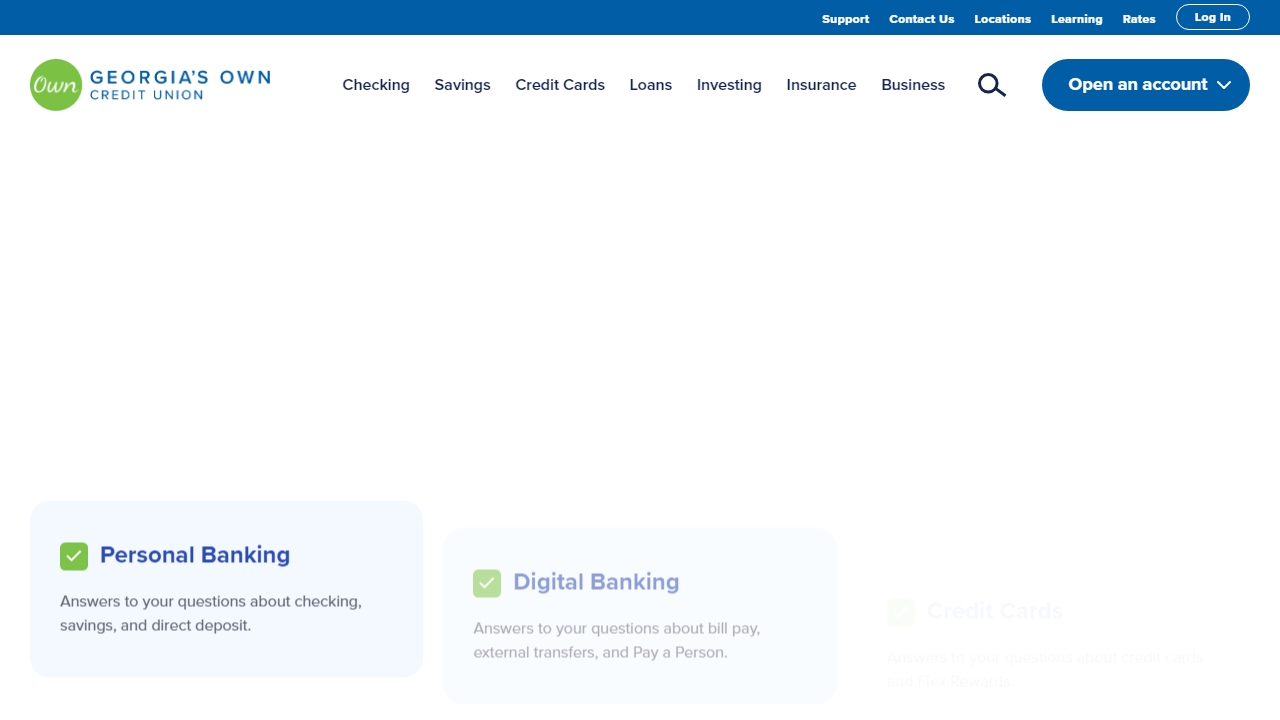 Support Contact Us Locations Learning Rates Log In
Own GEORGIA'S OWN
CREDIT UNION
Checking Savings Credit Cards Loans Investing Insurance Business Open an account
Personal Banking
Answers to your questions about checking,
savings, and direct deposit.
Digital Banking
Answers to your questions about bill pay,
external transfers, and Pay a Person.
Credit Cards
Answers to your questions about credit cards
and Flex Rewards.